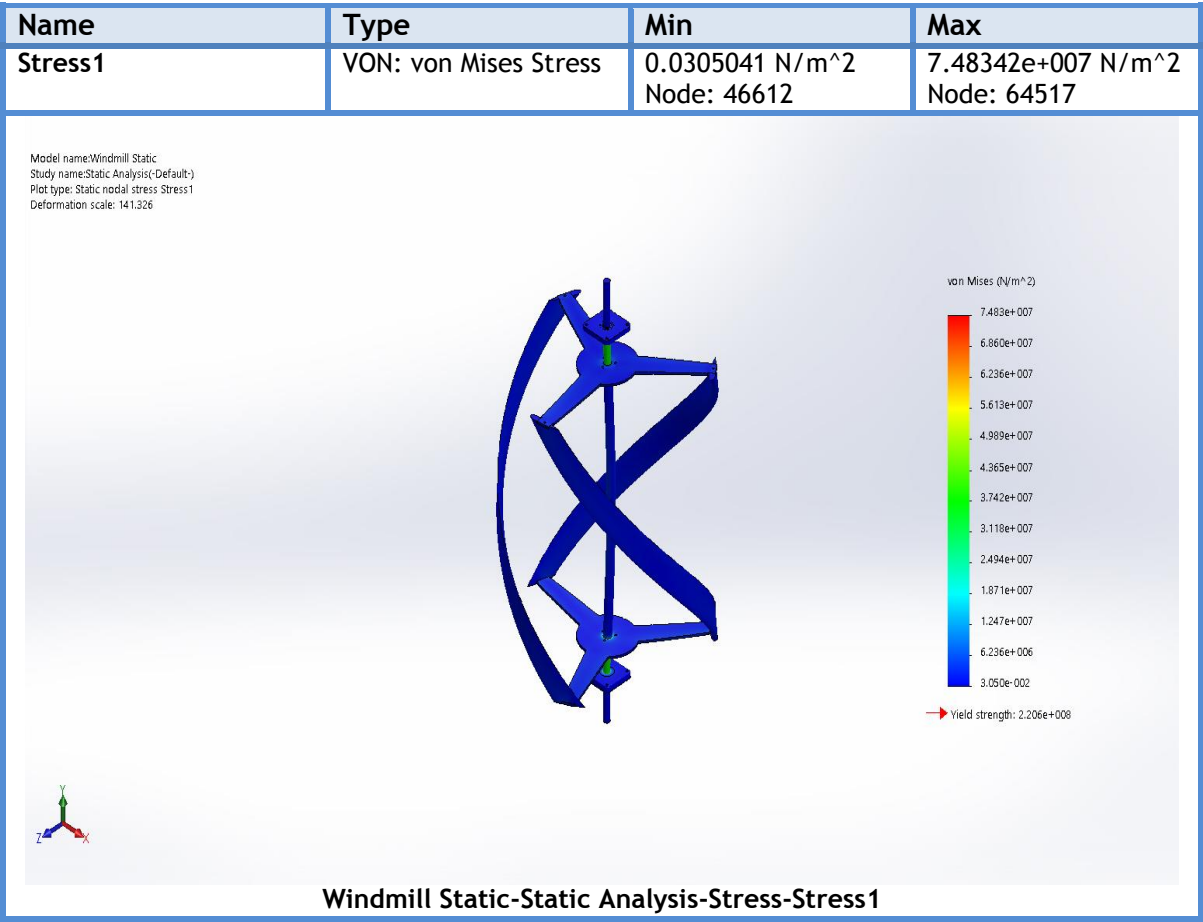 Name Type Min Max
Stress1 VON: von Mises Stress 0.0305041 N/m^2 7.48342e+007 N/m^2
Node: 46612 Node: 64517
Model name:Windmill Static
Study name:Static Analysis(-Default-)
Plot type: Static nodal stress Stress1
Deformation scale: 141.326
von Mises (N/m^2)
7.483e+007
6.860e+007
6.236e+007
5.613e+007
4.989e+007
4.365e+007
3.742e+007
3.118e+007
2.494e+007
1.871e+007
1.247e+007
6.236e+006
3.050e-002
Yield strength: 2.206e+008
Y
Z X
Windmill Static-Static Analysis-Stress-Stress1